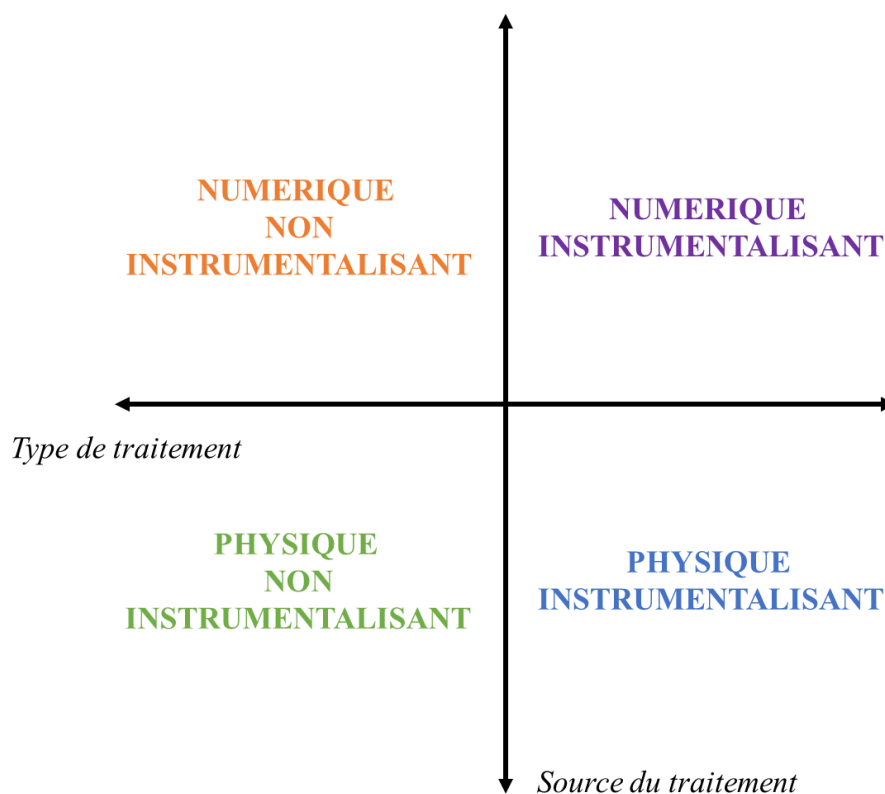 NUMERIQUE
NON
INSTRUMENTALISANT
NUMERIQUE
INSTRUMENTALISANT
Type de traitement
PHYSIQUE
NON
INSTRUMENTALISANT
PHYSIQUE
INSTRUMENTALISANT
Source du traitement